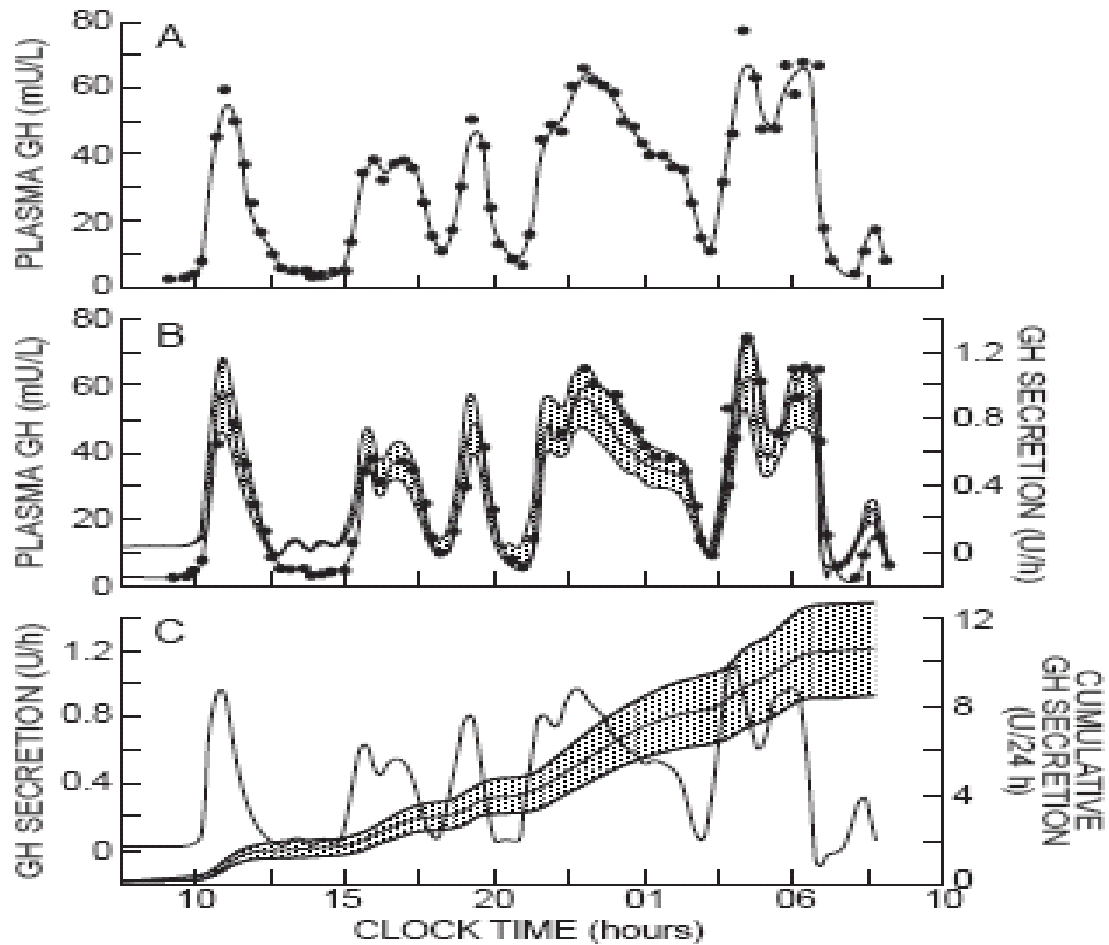 A
PLASMA GH (mU/L)
80
60
40
20
0
B
PLASMA GH (mU/L)
80
60
40
20
0
GH SECRETION (U/h)
1.2
0.8
0.4
0
C
GH SECRETION (U/h)
1.2
0.8
0.4
0
CUMULATIVE
GH SECRETION
(U/24 h)
12
8
4
0
10 15 20 01 06 10
CLOCK TIME (hours)